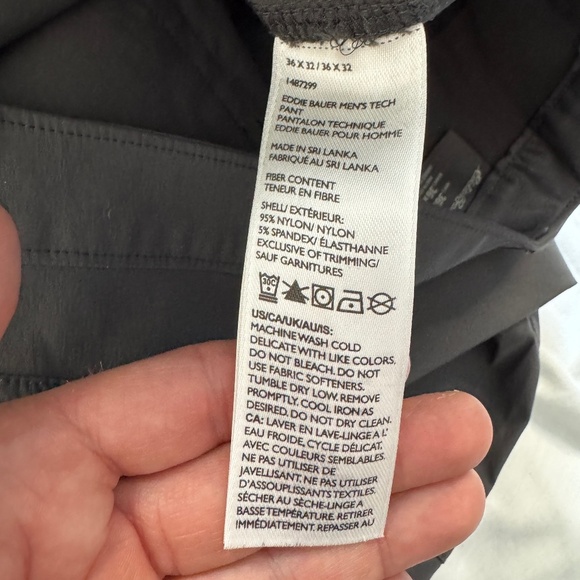 36 X 32 / 36 X 32
1487299
EDDIE BAUER MEN'S TECH
PANT
PANTALON TECHNIQUE
EDDIE BAUER POUR HOMME
MADE IN SRI LANKA
FABRIQUÉ AU SRI LANKA
FIBER CONTENT
TENEUR EN FIBRE
SHELL/ EXTÉRIEUR:
95% NYLON/ NYLON
5% SPANDEX/ ÉLASTHANNE
EXCLUSIVE OF TRIMMING/
SAUF GARNITURES
30C
US/CA/UK/AU/IS:
MACHINE WASH COLD
DELICATE WITH LIKE COLORS,
DO NOT BLEACH. DO NOT
USE FABRIC SOFTENERS.
TUMBLE DRY LOW. REMOVE
PROMPTLY, COOL IRON AS
DESIRED, DO NOT DRY CLEAN.
CA: LAVER EN LAVE-LINGE A L'
EAU FROIDE, CYCLE DÉLICAT,
AVEC COULEURS SEMBLABLES.
NE PAS UTILISER DE
JAVELLISANT. NE PAS UTILISER
D'ASSOUPLISSANTS TEXTILES.
SÉCHER AU SÈCHE-LINGE A
BASSE TEMPÉRATURE. RETIRER
IMMÉDIATEMENT. REPASSER AU